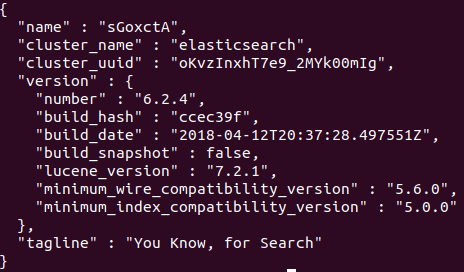 {
  "name" : "sGoxctA",
  "cluster_name" : "elasticsearch",
  "cluster_uuid" : "oKvzInxhT7e9_2MYk00mIg",
  "version" : {
    "number" : "6.2.4",
    "build_hash" : "ccec39f",
    "build_date" : "2018-04-12T20:37:28.497551Z",
    "build_snapshot" : false,
    "lucene_version" : "7.2.1",
    "minimum_wire_compatibility_version" : "5.6.0",
    "minimum_index_compatibility_version" : "5.0.0"
  },
  "tagline" : "You Know, for Search"
}